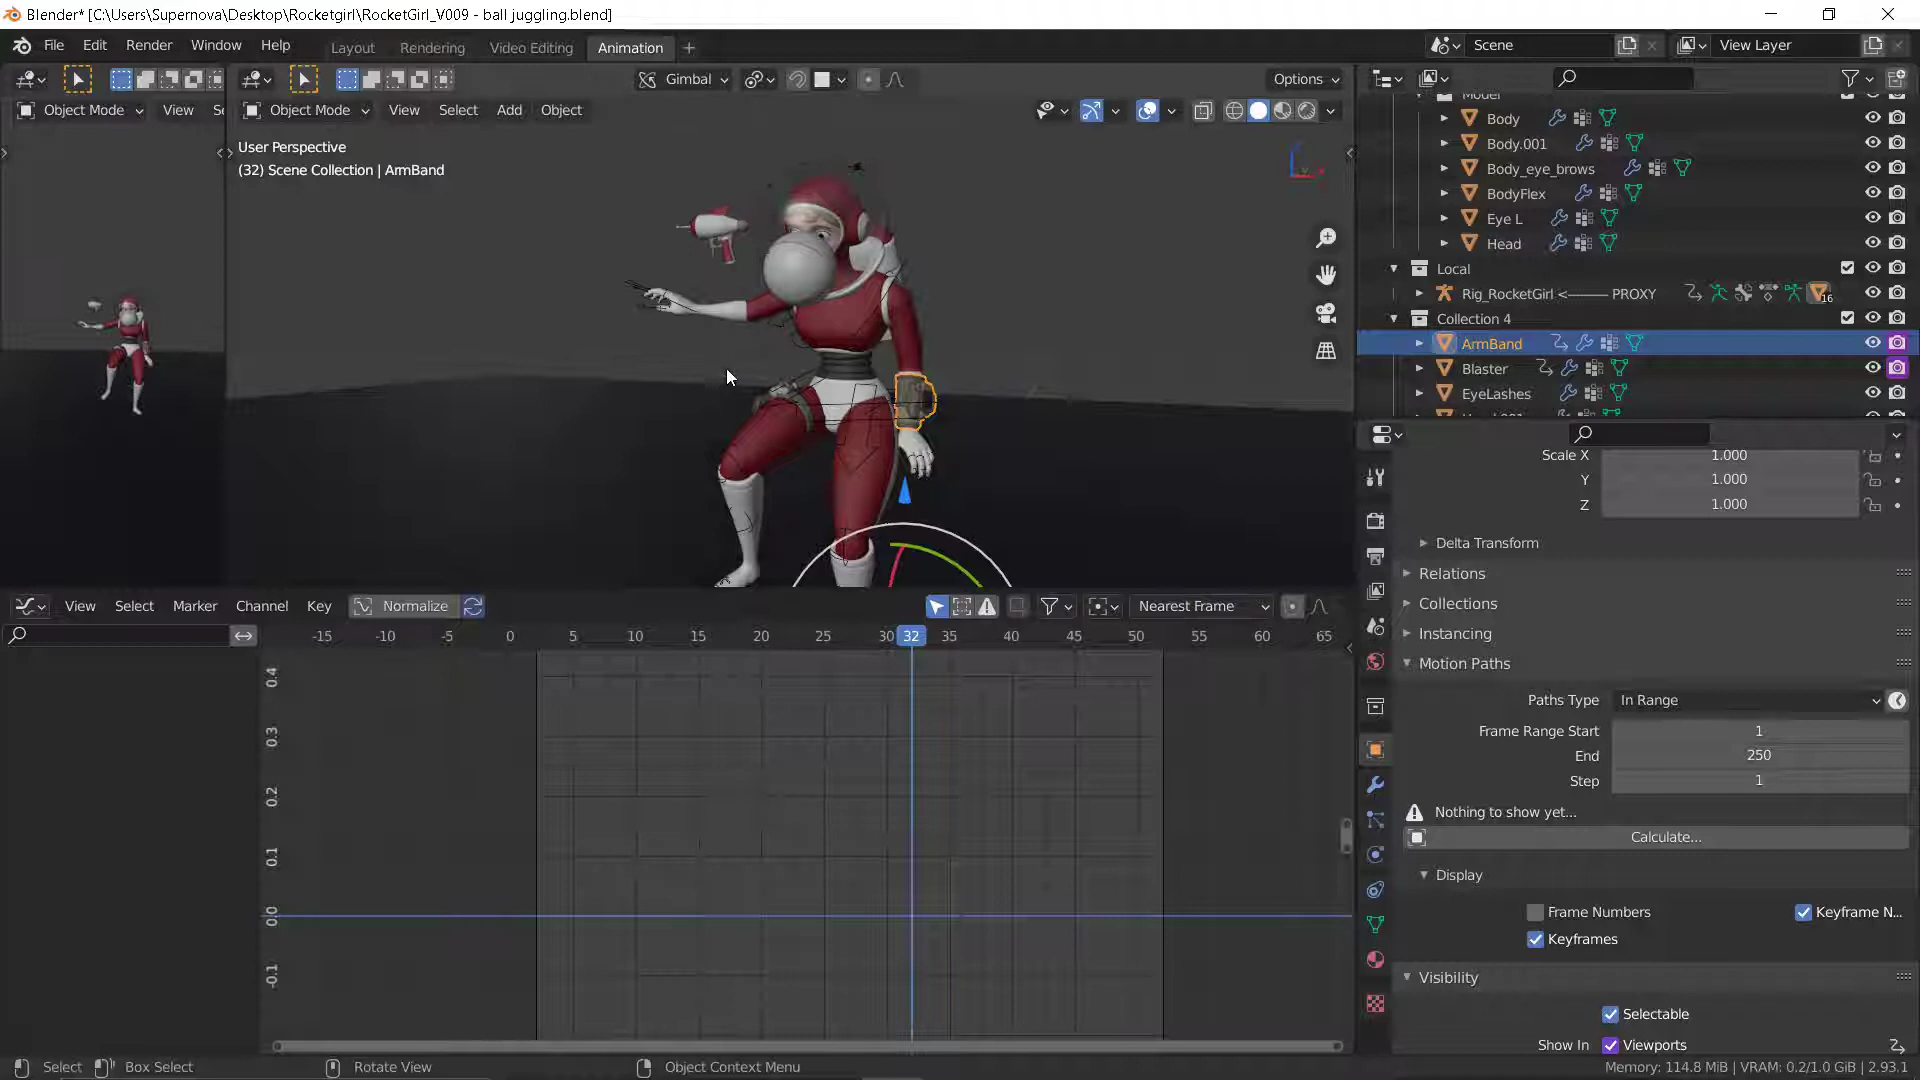 Blender* [C:\Users\Supernova\Desktop\Rocketgirl\RocketGirl_V009 - ball juggling.blend]
File Edit Render Window Help Layout Rendering Video Editing Animation Scene View Layer
Gimbal Options
Object Mode View Object Mode View Select Add Object
User Perspective
(32) Scene Collection | ArmBand
Model
Body
Body.001
Body_eye_brows
BodyFlex
Eye L
Head
Local
Rig_RocketGirl <——— PROXY 16
Collection 4
ArmBand
Blaster
EyeLashes
Scale X 1.000
Y 1.000
Z 1.000
Delta Transform
Relations
Collections
Instancing
Motion Paths
Paths Type In Range
Frame Range Start 1
End 250
Step 1
Nothing to show yet...
Calculate...
Display
Frame Numbers Keyframe N...
Keyframes
Visibility
Selectable
Show In Viewports
View Select Marker Channel Key Normalize Nearest Frame
-15 -10 -5 0 5 10 15 20 25 30 32 35 40 45 50 55 60 65
0.4
0.3
0.2
0.1
0.0
-0.1
Select Box Select Rotate View Object Context Menu Memory: 114.8 MiB | VRAM: 0.2/1.0 GiB | 2.93.1